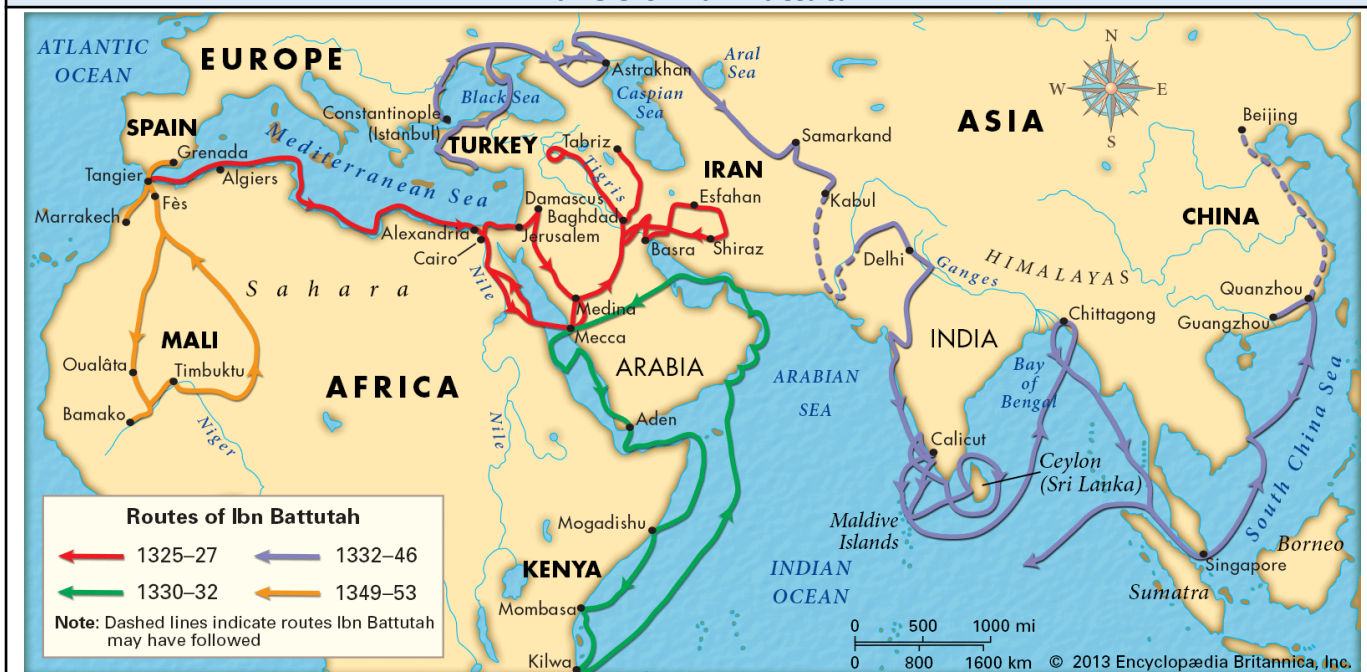 ATLANTIC
OCEAN
EUROPE
Aral
Sea
Astrakhan
Caspian
Sea
Black Sea
Constantinople
(Istanbul)
N
W
E
S
ASIA
Beijing
SPAIN
Grenada
Tangier
Algiers
Fès
Marrakech
Mediterranean Sea
TURKEY
Tabriz
Tigris
IRAN
Samarkand
Kabul
Damascus
Baghdad
Esfahan
Alexandria
Jerusalem
Basra
Shiraz
Cairo
Nile
Delhi
Ganges
HIMALAYAS
CHINA
Quanzhou
Guangzhou
Chittagong
Sahara
Medina
Mecca
MALI
Oualâta
Timbuktu
Bamako
Niger
AFRICA
ARABIA
Nile
Aden
ARABIAN
SEA
INDIA
Bay
of
Bengal
Calicut
Ceylon
(Sri Lanka)
South China Sea
Maldive
Islands
Mogadishu
KENYA
Mombasa
Kilwa
INDIAN
OCEAN
Singapore
Borneo
Sumatra
Routes of Ibn Battutah
1325–27
1332–46
1330–32
1349–53
Note: Dashed lines indicate routes Ibn Battutah
may have followed
0 500 1000 mi
0 800 1600 km
© 2013 Encyclopædia Britannica, Inc.